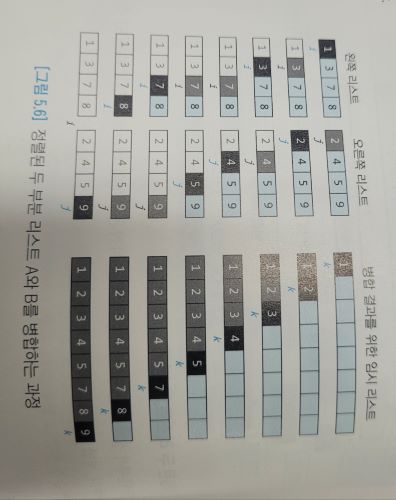 왼쪽 리스트 오른쪽 리스트 병합 결과를 위한 임시 리스트
1 3 7 8 2 4 5 9 1
i j k
1 3 7 8 2 4 5 9 1 2
i j k
1 3 7 8 2 4 5 9 1 2 3
i j k
1 3 7 8 2 4 5 9 1 2 3 4
i j k
1 3 7 8 2 4 5 9 1 2 3 4 5
i j k
1 3 7 8 2 4 5 9 1 2 3 4 5 7
i j k
1 3 7 8 2 4 5 9 1 2 3 4 5 7 8
i j k
1 3 7 8 2 4 5 9 1 2 3 4 5 7 8 9
i j k
[그림 5.6] 정렬된 두 부분 리스트 A와 B를 병합하는 과정